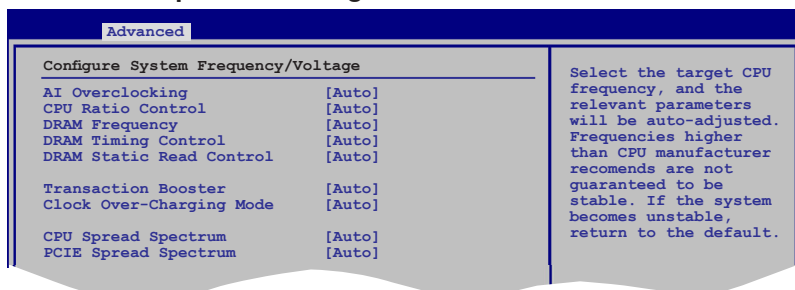 Advanced
Configure System Frequency/Voltage
AI Overclocking [Auto]
CPU Ratio Control [Auto]
DRAM Frequency [Auto]
DRAM Timing Control [Auto]
DRAM Static Read Control [Auto]
Transaction Booster [Auto]
Clock Over-Charging Mode [Auto]
CPU Spread Spectrum [Auto]
PCIE Spread Spectrum [Auto]
Select the target CPU
frequency, and the
relevant parameters
will be auto-adjusted.
Frequencies higher
than CPU manufacturer
recomends are not
guaranteed to be
stable. If the system
becomes unstable,
return to the default.